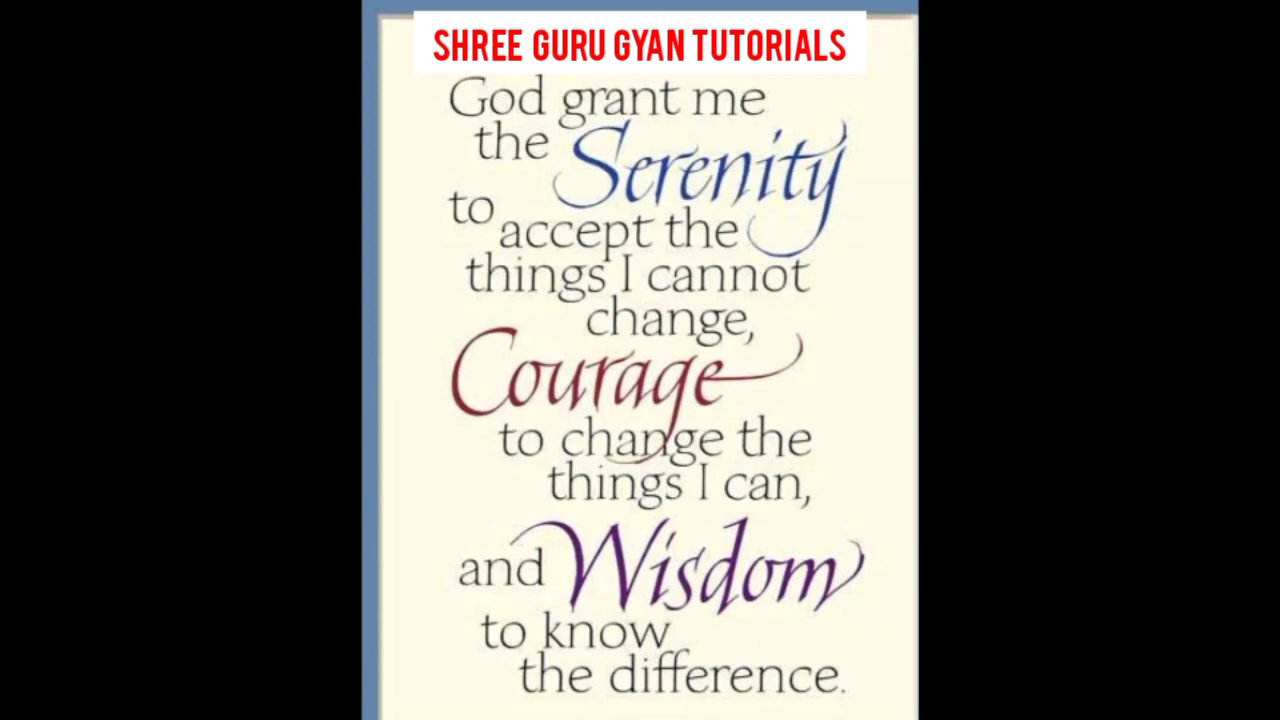 SHREE GURU GYAN TUTORIALS
God grant me
the Serenity
to accept the
things I cannot
change,
Courage
to change the
things I can,
and Wisdom
to know
the difference.